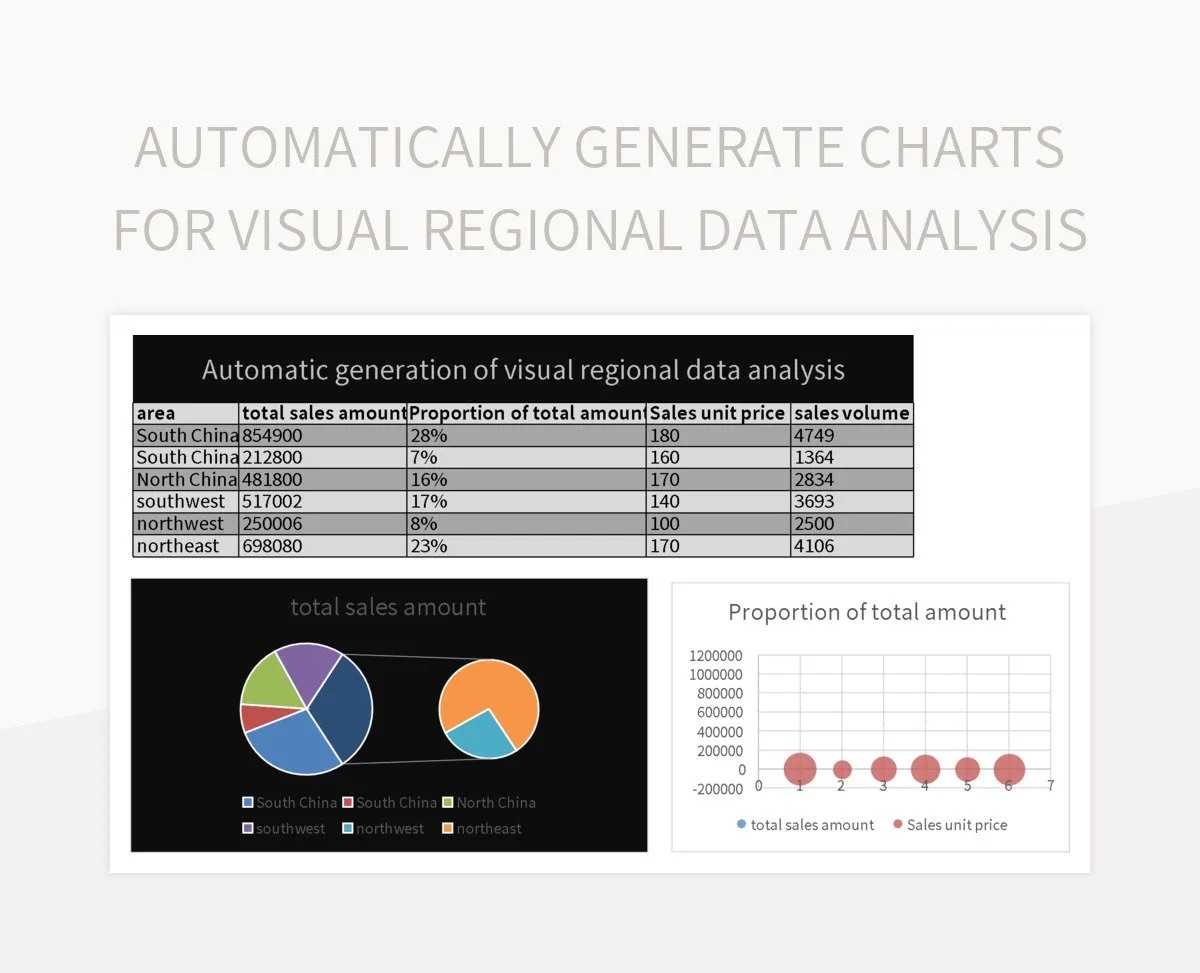 AUTOMATICALLY GENERATE CHARTS
FOR VISUAL REGIONAL DATA ANALYSIS
Automatic generation of visual regional data analysis
area total sales amount Proportion of total amount Sales unit price sales volume
South China 854900 28% 180 4749
South China 212800 7% 160 1364
North China 481800 16% 170 2834
southwest 517002 17% 140 3693
northwest 250006 8% 100 2500
northeast 698080 23% 170 4106
total sales amount
South China South China North China
southwest northwest northeast
Proportion of total amount
1200000
1000000
800000
600000
400000
200000
0
-200000
0 1 2 3 4 5 6 7
total sales amount Sales unit price